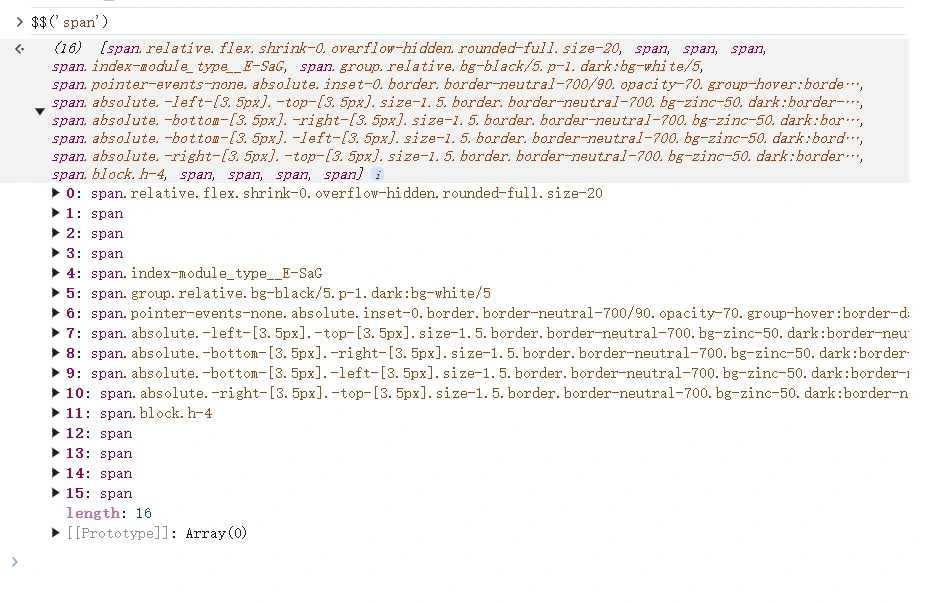 > $$('span')
(16) [span.relative.flex.shrink-0.overflow-hidden.rounded-full.size-20, span, span, span,
span.index-module_type__E-SaG, span.group.relative.bg-black/5.p-1.dark:bg-white/5,
span.pointer-events-none.absolute.inset-0.border.border-neutral-700/90.opacity-70.group-hover:borde…,
span.absolute.-left-[3.5px].-top-[3.5px].size-1.5.border.border-neutral-700.bg-zinc-50.dark:border-…,
span.absolute.-bottom-[3.5px].-right-[3.5px].size-1.5.border.border-neutral-700.bg-zinc-50.dark:bor…,
span.absolute.-bottom-[3.5px].-left-[3.5px].size-1.5.border.border-neutral-700.bg-zinc-50.dark:bord…,
span.absolute.-right-[3.5px].-top-[3.5px].size-1.5.border.border-neutral-700.bg-zinc-50.dark:border…,
span.block.h-4, span, span, span, span] i
0: span.relative.flex.shrink-0.overflow-hidden.rounded-full.size-20
1: span
2: span
3: span
4: span.index-module_type__E-SaG
5: span.group.relative.bg-black/5.p-1.dark:bg-white/5
6: span.pointer-events-none.absolute.inset-0.border.border-neutral-700/90.opacity-70.group-hover:border-d
7: span.absolute.-left-[3.5px].-top-[3.5px].size-1.5.border.border-neutral-700.bg-zinc-50.dark:border-neu
8: span.absolute.-bottom-[3.5px].-right-[3.5px].size-1.5.border.border-neutral-700.bg-zinc-50.dark:border-
9: span.absolute.-bottom-[3.5px].-left-[3.5px].size-1.5.border.border-neutral-700.bg-zinc-50.dark:border-
10: span.absolute.-right-[3.5px].-top-[3.5px].size-1.5.border.border-neutral-700.bg-zinc-50.dark:border-n
11: span.block.h-4
12: span
13: span
14: span
15: span
length: 16
[[Prototype]]: Array(0)
>